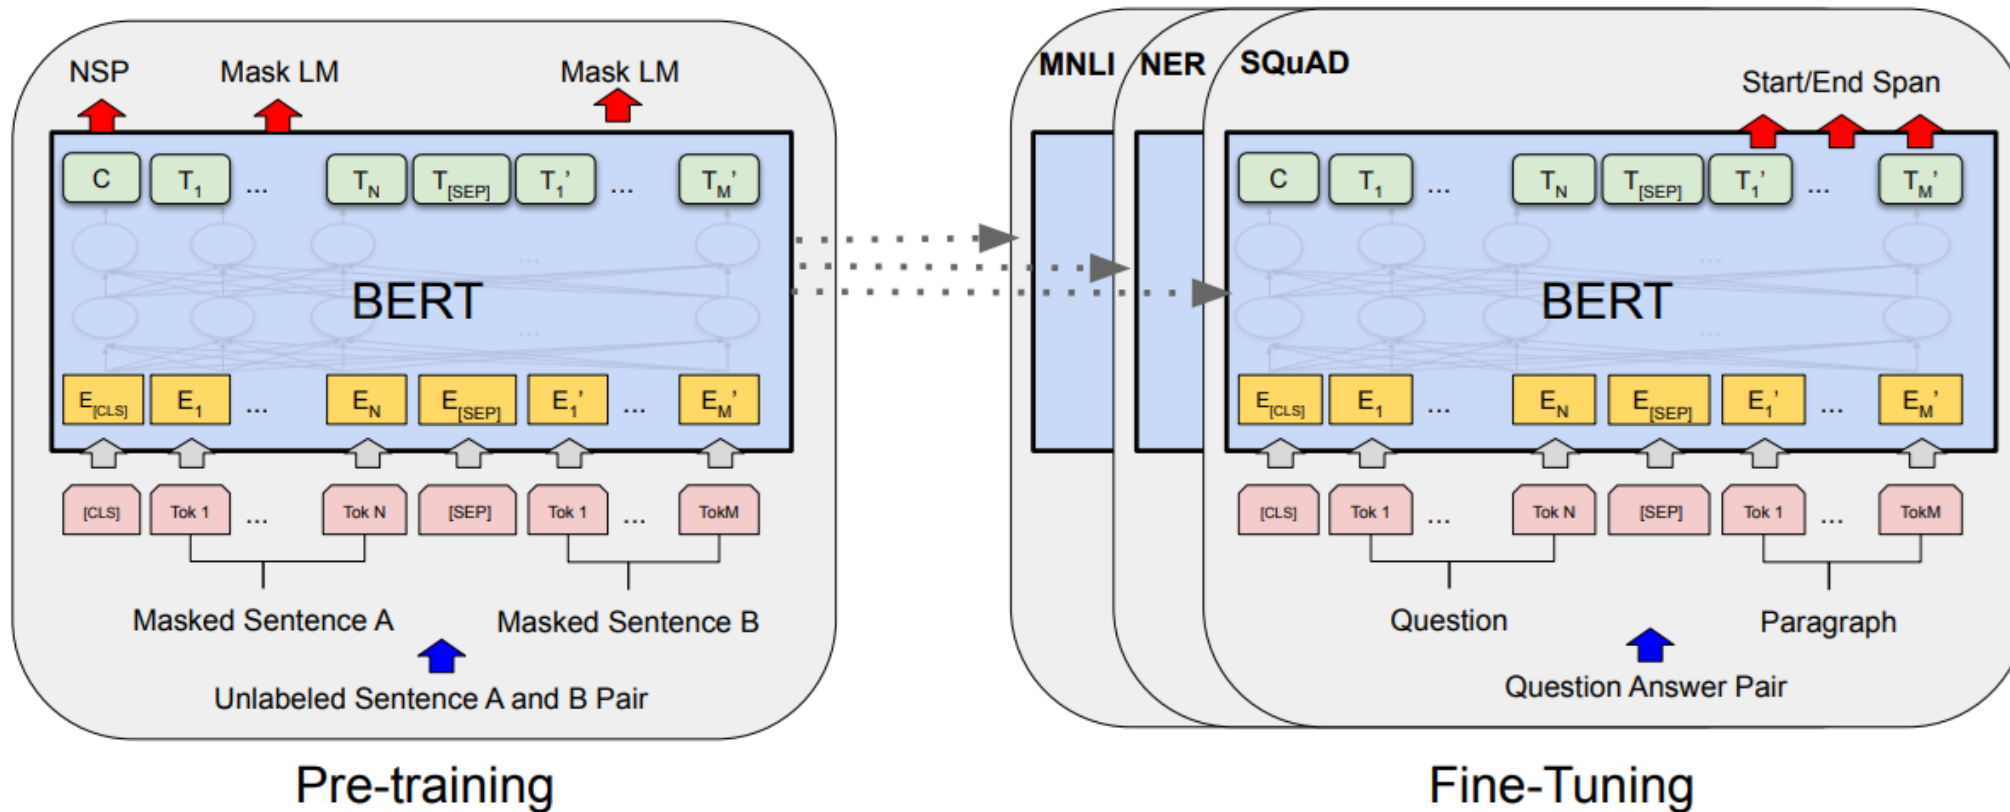 NSP Mask LM Mask LM
C T1 ... TN T[SEP] T1' ... TM'
...
BERT
...
E[CLS] E1 ... EN E[SEP] E1' ... EM'
[CLS] Tok 1 ... Tok N [SEP] Tok 1 ... TokM
Masked Sentence A Masked Sentence B
Unlabeled Sentence A and B Pair
Pre-training
MNLI NER SQuAD
Start/End Span
C T1 ... TN T[SEP] T1' ... TM'
...
BERT
...
E[CLS] E1 ... EN E[SEP] E1' ... EM'
[CLS] Tok 1 ... Tok N [SEP] Tok 1 ... TokM
Question Paragraph
Question Answer Pair
Fine-Tuning